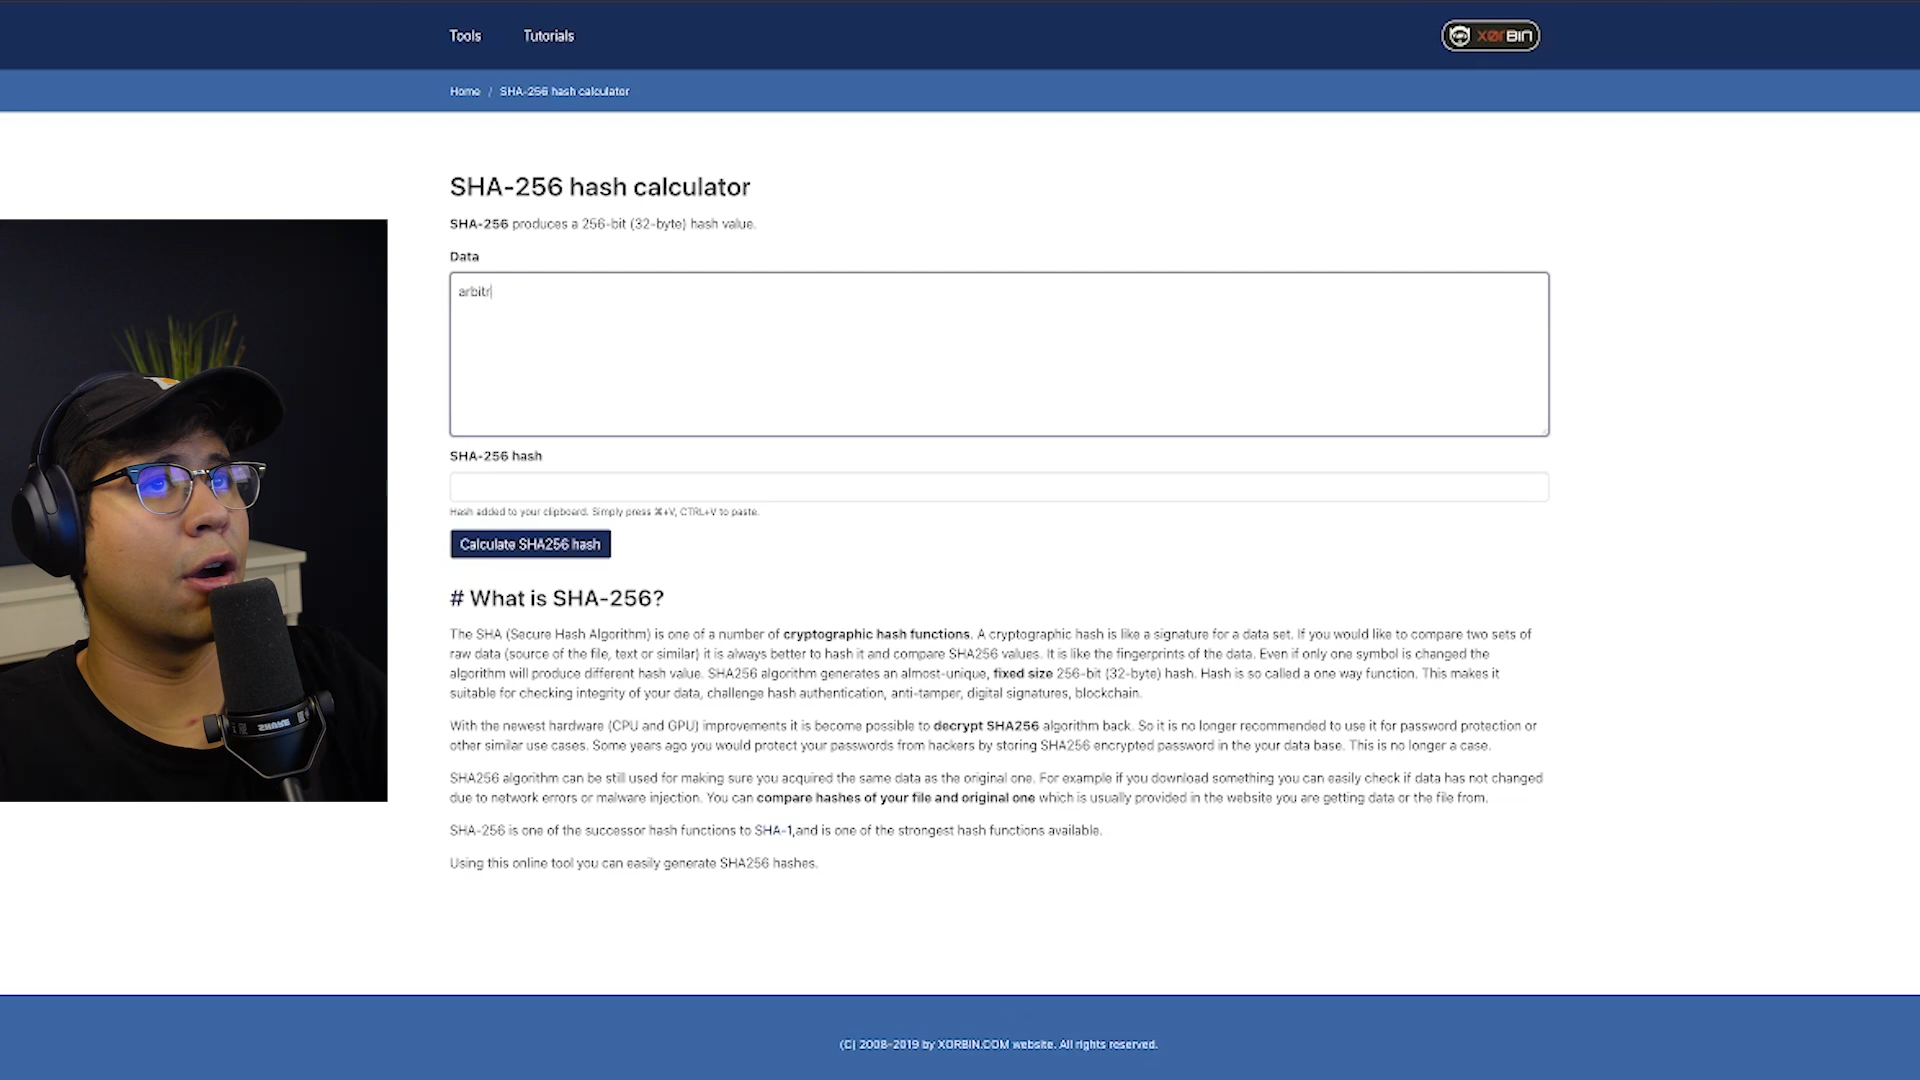 Tools Tutorials xørBIN
Home / SHA-256 hash calculator
SHA-256 hash calculator
SHA-256 produces a 256-bit (32-byte) hash value.
Data
arbitr
SHA-256 hash
Hash added to your clipboard. Simply press ⌘+V, CTRL+V to paste.
Calculate SHA256 hash
# What is SHA-256?
The SHA (Secure Hash Algorithm) is one of a number of cryptographic hash functions. A cryptographic hash is like a signature for a data set. If you would like to compare two sets of
raw data (source of the file, text or similar) it is always better to hash it and compare SHA256 values. It is like the fingerprints of the data. Even if only one symbol is changed the
algorithm will produce different hash value. SHA256 algorithm generates an almost-unique, fixed size 256-bit (32-byte) hash. Hash is so called a one way function. This makes it
suitable for checking integrity of your data, challenge hash authentication, anti-tamper, digital signatures, blockchain.
With the newest hardware (CPU and GPU) improvements it is become possible to decrypt SHA256 algorithm back. So it is no longer recommended to use it for password protection or
other similar use cases. Some years ago you would protect your passwords from hackers by storing SHA256 encrypted password in the your data base. This is no longer a case.
SHA256 algorithm can be still used for making sure you acquired the same data as the original one. For example if you download something you can easily check if data has not changed
due to network errors or malware injection. You can compare hashes of your file and original one which is usually provided in the website you are getting data or the file from.
SHA-256 is one of the successor hash functions to SHA-1,and is one of the strongest hash functions available.
Using this online tool you can easily generate SHA256 hashes.
(C) 2008-2019 by XORBIN.COM website. All rights reserved.
SHURE